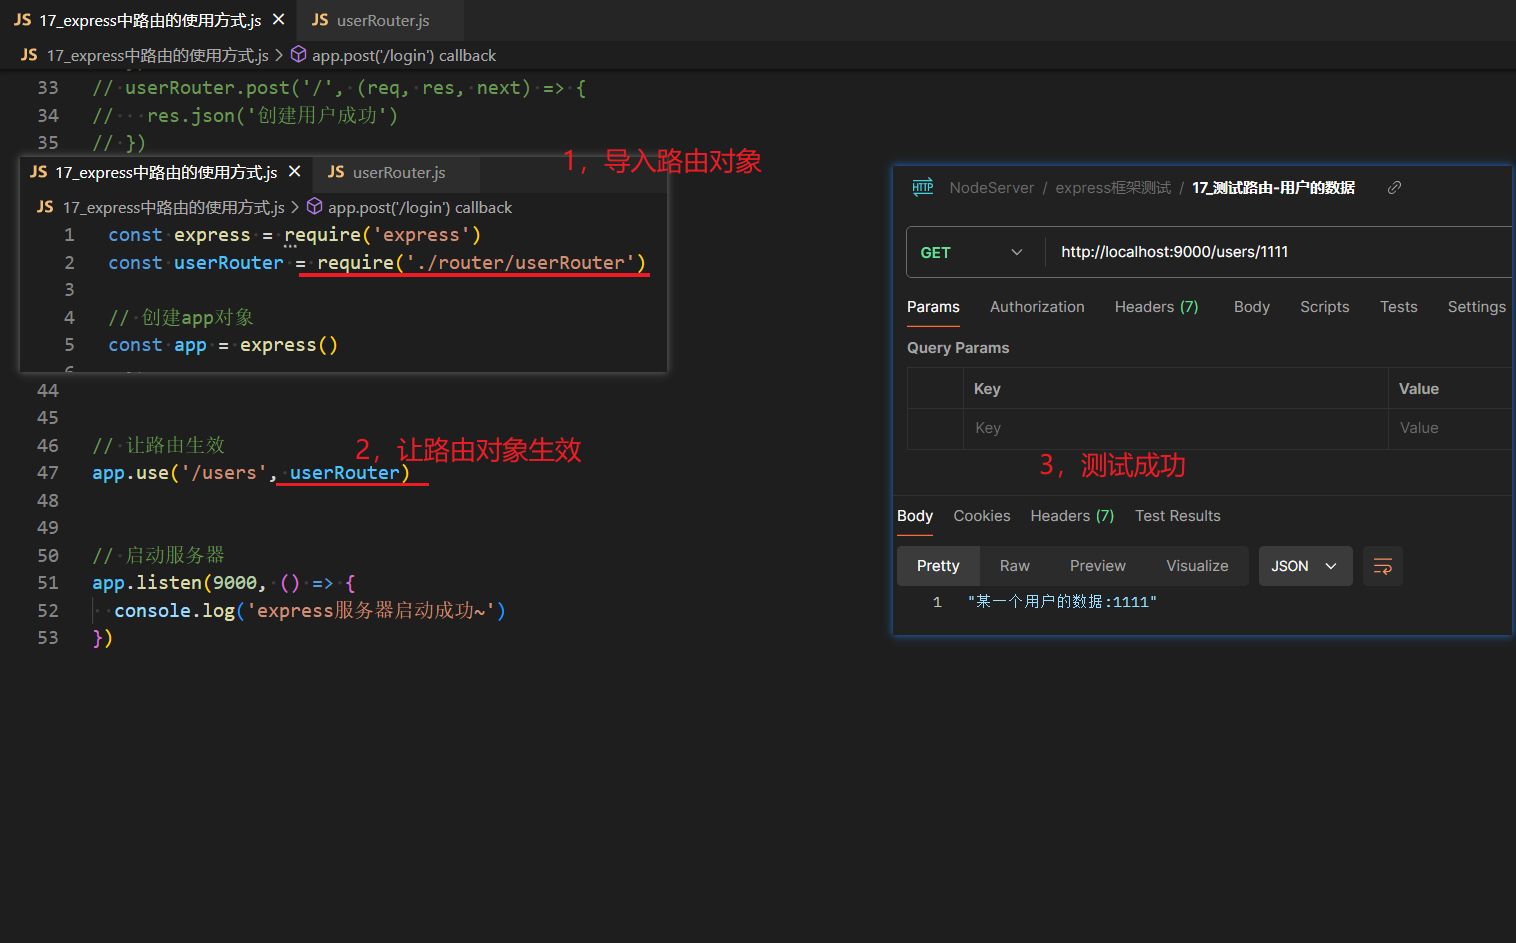 JS 17_express中路由的使用方式.js ✕ JS userRouter.js
JS 17_express中路由的使用方式.js > app.post('/login') callback
33 // userRouter.post('/', (req, res, next) => {
34 //   res.json('创建用户成功')
35 // })
1，导入路由对象
JS 17_express中路由的使用方式.js ✕ JS userRouter.js
JS 17_express中路由的使用方式.js > app.post('/login') callback
1 const express = require('express')
2 const userRouter = require('./router/userRouter')
3
4 // 创建app对象
5 const app = express()
44
45
46 // 让路由生效
2，让路由对象生效
47 app.use('/users', userRouter)
48
49
50 // 启动服务器
51 app.listen(9000, () => {
52   console.log('express服务器启动成功~')
53 })
HTTP NodeServer / express框架测试 / 17_测试路由-用户的数据
GET http://localhost:9000/users/1111
Params Authorization Headers (7) Body Scripts Tests Settings
Query Params
Key Value
Key Value
3，测试成功
Body Cookies Headers (7) Test Results
Pretty Raw Preview Visualize JSON
1 "某一个用户的数据:1111"